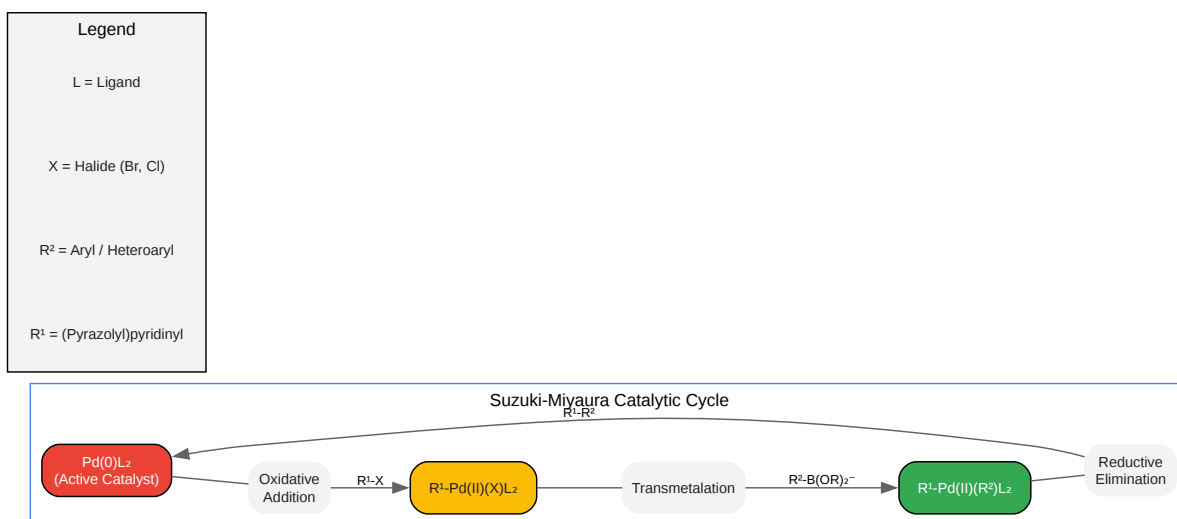 Legend
L = Ligand
X = Halide (Br, Cl)
R² = Aryl / Heteroaryl
R¹ = (Pyrazolyl)pyridinyl
Suzuki-Miyaura Catalytic Cycle
R¹-R²
Pd(0)L₂
(Active Catalyst)
Oxidative
Addition
R¹-X
R¹-Pd(II)(X)L₂
Transmetalation
R²-B(OR)₂⁻
R¹-Pd(II)(R²)L₂
Reductive
Elimination